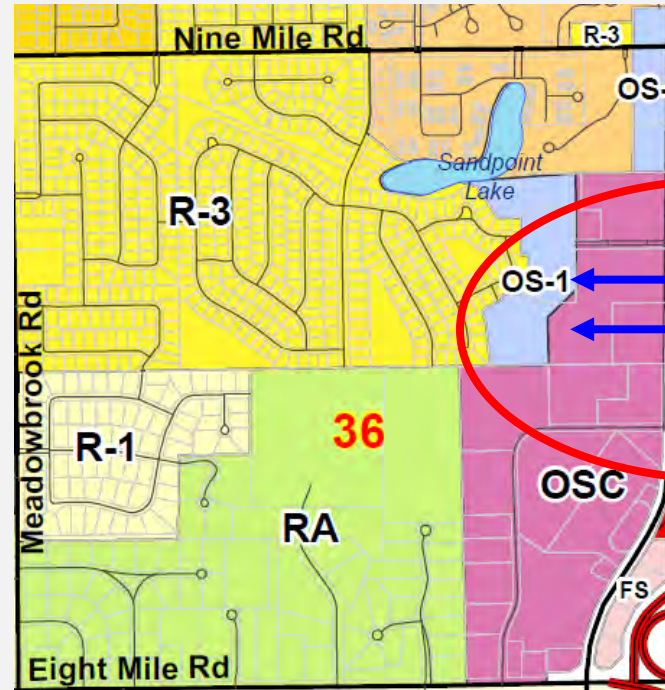 Nine Mile Rd
R-3
OS-
Sandpoint
Lake
R-3
OS-1
Meadowbrook Rd
36
R-1
OSC
RA
FS
Eight Mile Rd